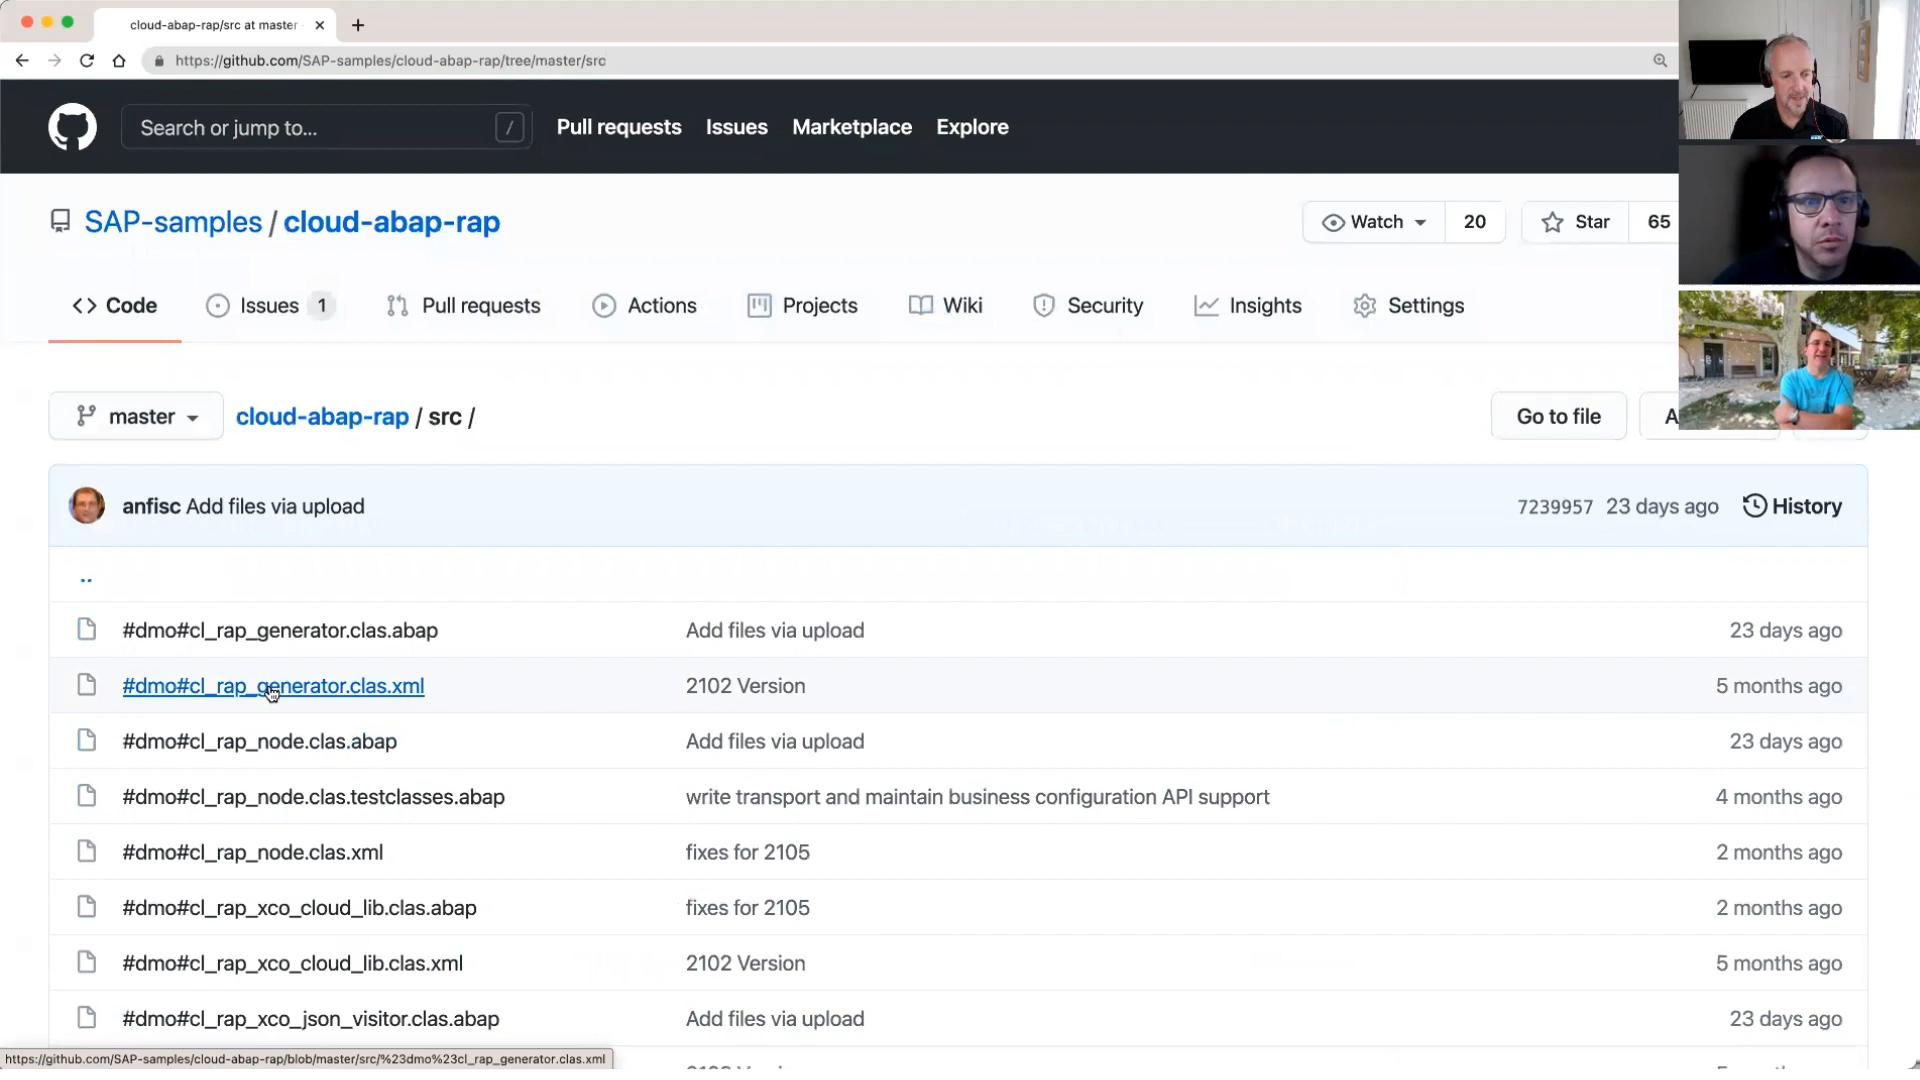 cloud-abap-rap/src at master
https://github.com/SAP-samples/cloud-abap-rap/tree/master/src
Search or jump to... /
Pull requests Issues Marketplace Explore
SAP-samples / cloud-abap-rap
Watch 20 Star 65
Code Issues 1 Pull requests Actions Projects Wiki Security Insights Settings
master cloud-abap-rap / src /
Go to file
anfisc Add files via upload 7239957 23 days ago History
..
#dmo#cl_rap_generator.clas.abap Add files via upload 23 days ago
#dmo#cl_rap_generator.clas.xml 2102 Version 5 months ago
#dmo#cl_rap_node.clas.abap Add files via upload 23 days ago
#dmo#cl_rap_node.clas.testclasses.abap write transport and maintain business configuration API support 4 months ago
#dmo#cl_rap_node.clas.xml fixes for 2105 2 months ago
#dmo#cl_rap_xco_cloud_lib.clas.abap fixes for 2105 2 months ago
#dmo#cl_rap_xco_cloud_lib.clas.xml 2102 Version 5 months ago
#dmo#cl_rap_xco_json_visitor.clas.abap Add files via upload 23 days ago
https://github.com/SAP-samples/cloud-abap-rap/blob/master/src/%23dmo%23cl_rap_generator.clas.xml